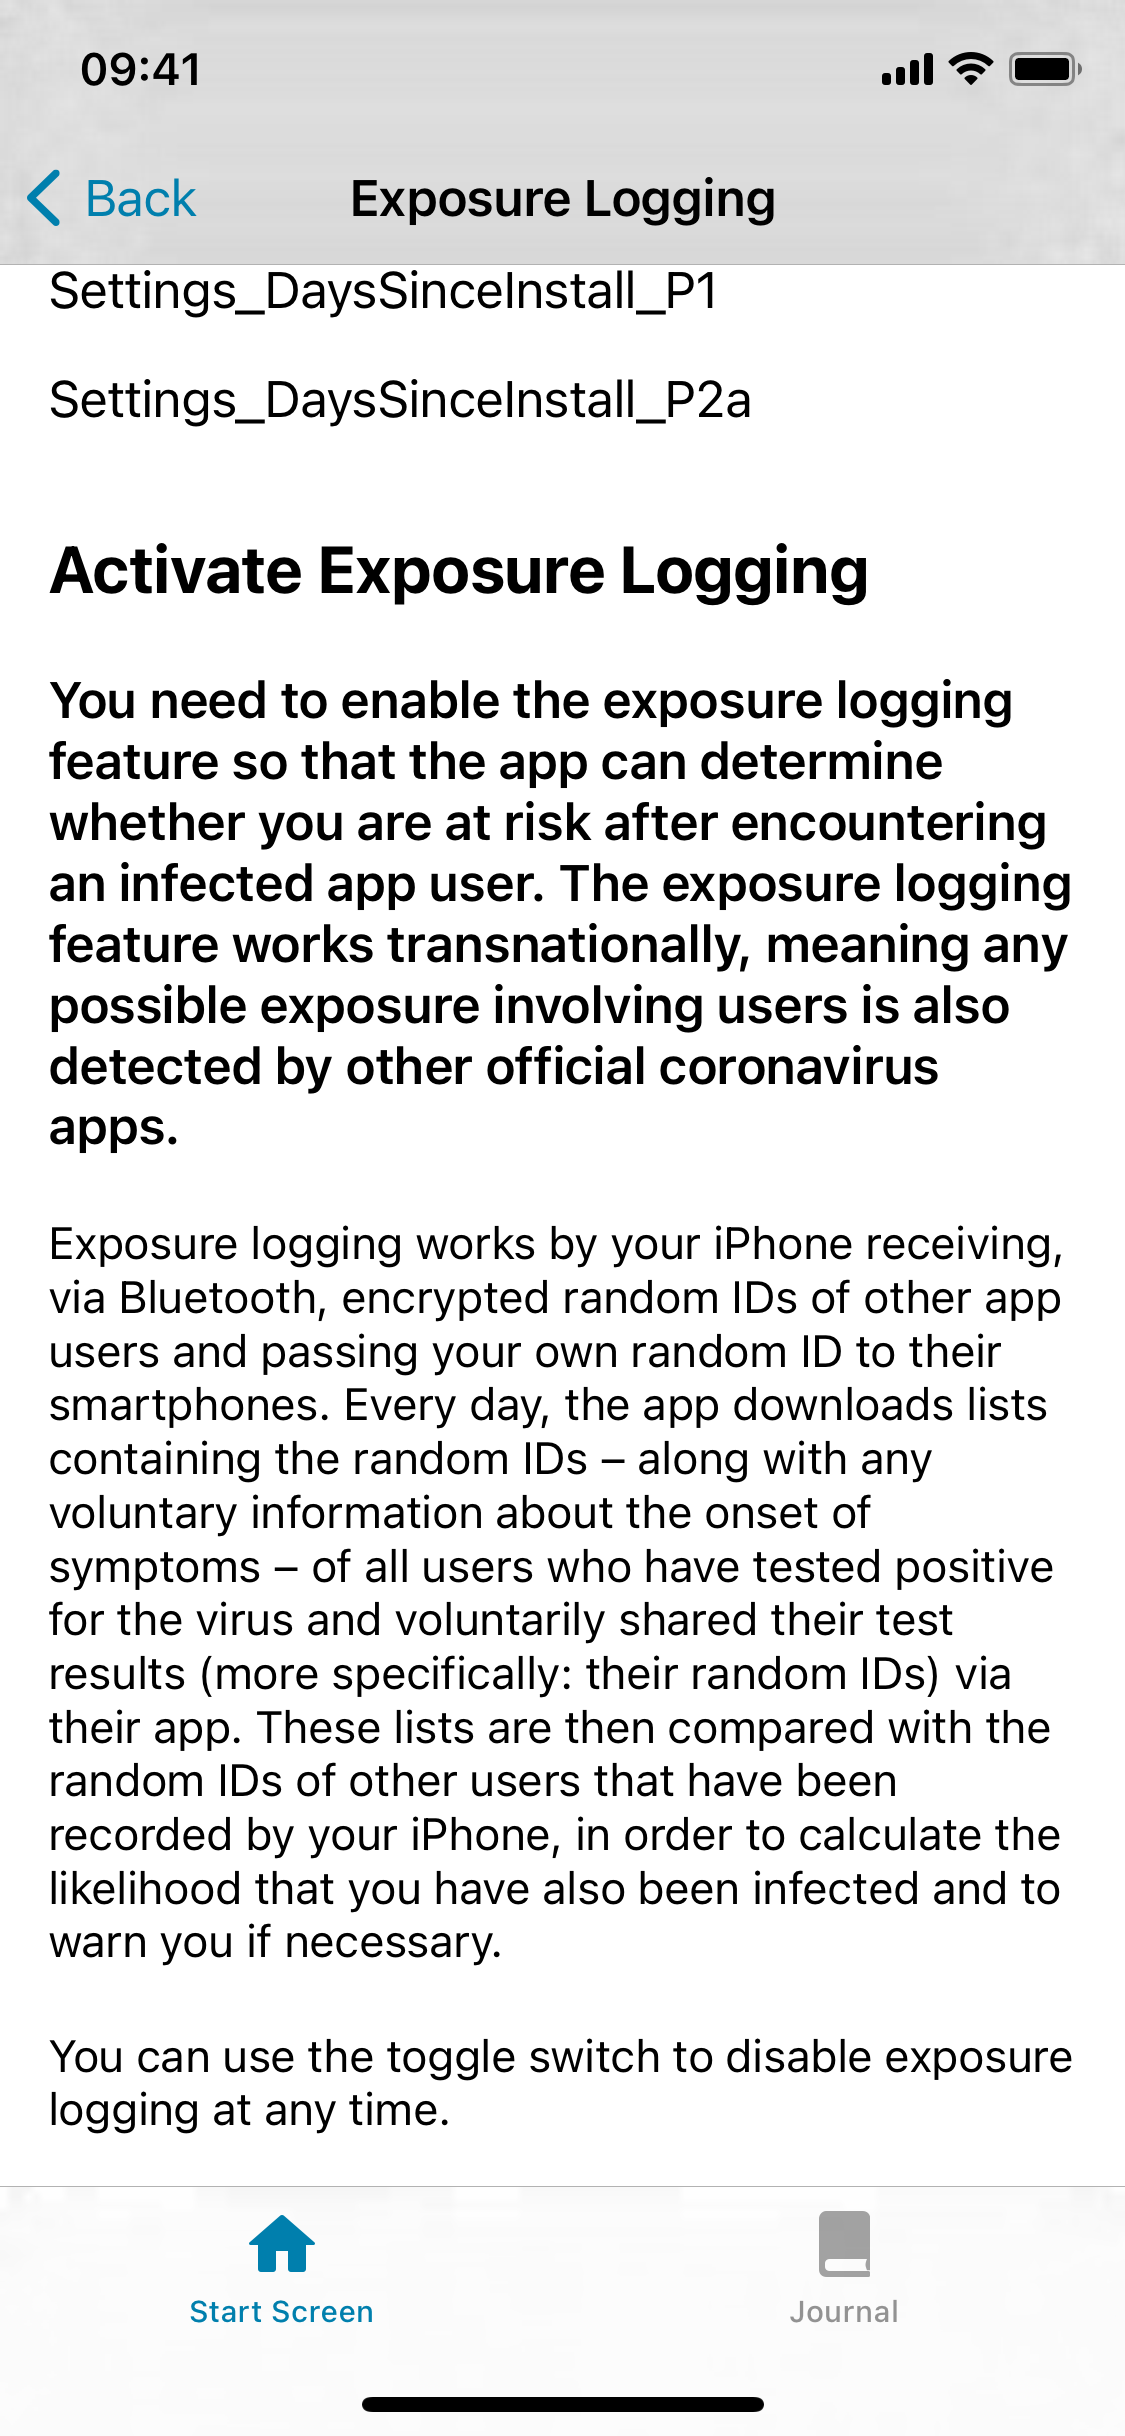 09:41
Back
Exposure Logging
Settings_DaysSinceInstall_P1
Settings_DaysSinceInstall_P2a
Activate Exposure Logging
You need to enable the exposure logging
feature so that the app can determine
whether you are at risk after encountering
an infected app user. The exposure logging
feature works transnationally, meaning any
possible exposure involving users is also
detected by other official coronavirus
apps.
Exposure logging works by your iPhone receiving,
via Bluetooth, encrypted random IDs of other app
users and passing your own random ID to their
smartphones. Every day, the app downloads lists
containing the random IDs – along with any
voluntary information about the onset of
symptoms – of all users who have tested positive
for the virus and voluntarily shared their test
results (more specifically: their random IDs) via
their app. These lists are then compared with the
random IDs of other users that have been
recorded by your iPhone, in order to calculate the
likelihood that you have also been infected and to
warn you if necessary.
You can use the toggle switch to disable exposure
logging at any time.
Start Screen
Journal